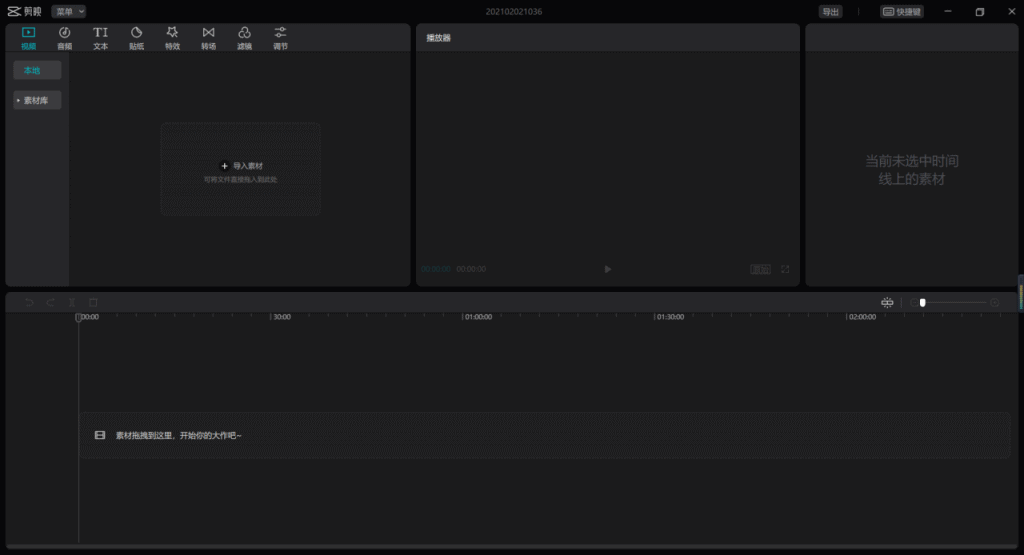 剪映
菜单
202102021036
导出
快捷键
视频
音频
文本
贴纸
特效
转场
滤镜
调节
本地
素材库
导入素材
可将文件直接拖入到此处
播放器
00:00:00 00:00:00
当前未选中时间
线上的素材
00:00
30:00
01:00:00
01:30:00
02:00:00
素材拖拽到这里，开始你的大作吧~